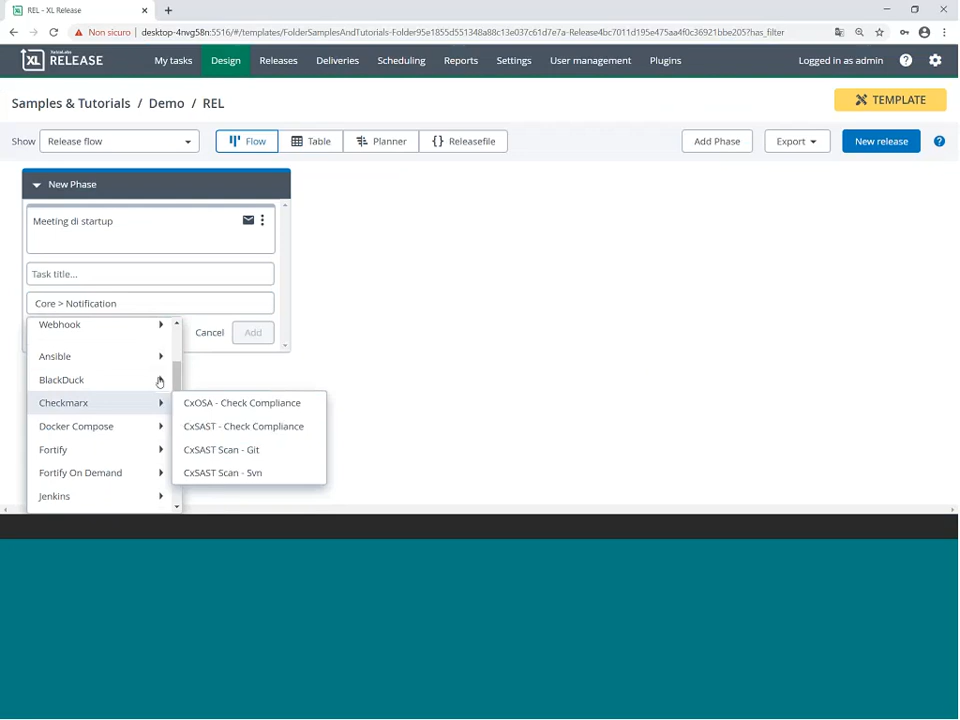 REL - XL Release
Non sicuro | desktop-4nvg58n:5516/#/templates/FolderSamplesAndTutorials-Folder95e1855d551348a18c13e037c61d7e7a-Release4bc7011d195e475aa4f0c36921bbe205?has_filter
XL RELEASE
My tasks
Design
Releases
Deliveries
Scheduling
Reports
Settings
User management
Plugins
Logged in as admin
Samples & Tutorials / Demo / REL
TEMPLATE
Show
Release flow
Flow
Table
Planner
{} Releasefile
Add Phase
Export
New release
New Phase
Meeting di startup
Task title...
Core > Notification
Cancel
Add
Webhook
Ansible
BlackDuck
Checkmarx
Docker Compose
Fortify
Fortify On Demand
Jenkins
CxOSA - Check Compliance
CxSAST - Check Compliance
CxSAST Scan - Git
CxSAST Scan - Svn